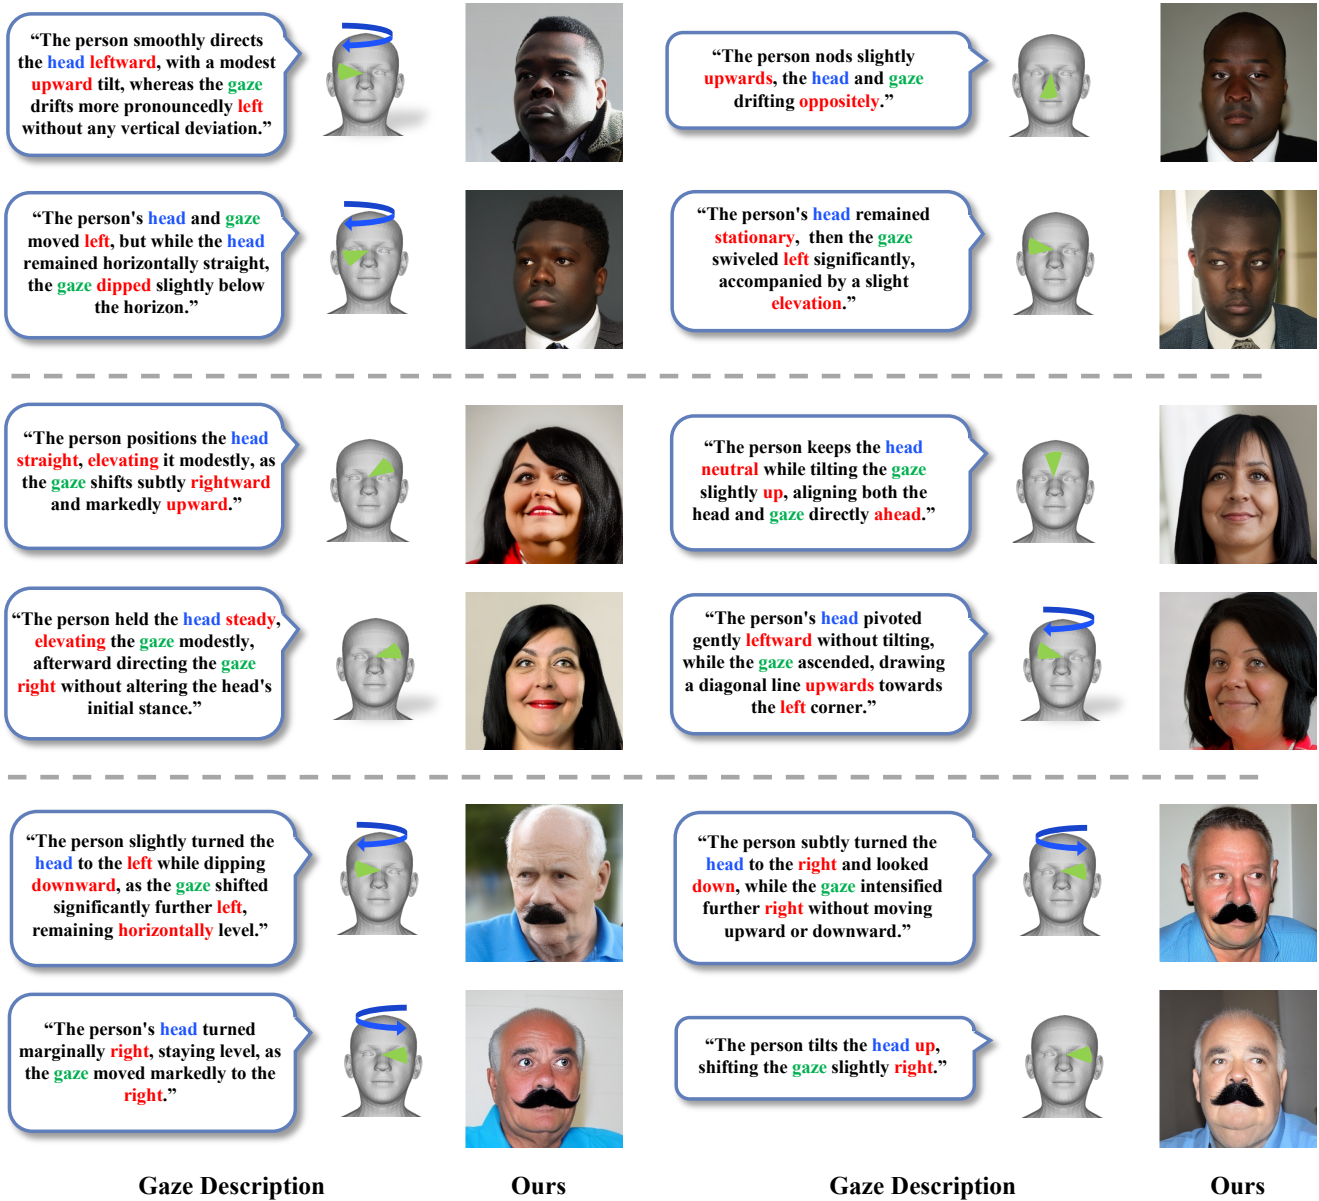 “The person smoothly directs
the head leftward, with a modest
upward tilt, whereas the gaze
drifts more pronouncedly left
without any vertical deviation.”
“The person nods slightly
upwards, the head and gaze
drifting oppositely.”
“The person's head and gaze
moved left, but while the head
remained horizontally straight,
the gaze dipped slightly below
the horizon.”
“The person's head remained
stationary, then the gaze
swiveled left significantly,
accompanied by a slight
elevation.”
“The person positions the head
straight, elevating it modestly, as
the gaze shifts subtly rightward
and markedly upward.”
“The person keeps the head
neutral while tilting the gaze
slightly up, aligning both the
head and gaze directly ahead.”
“The person held the head steady,
elevating the gaze modestly,
afterward directing the gaze
right without altering the head's
initial stance.”
“The person's head pivoted
gently leftward without tilting,
while the gaze ascended, drawing
a diagonal line upwards towards
the left corner.”
“The person slightly turned the
head to the left while dipping
downward, as the gaze shifted
significantly further left,
remaining horizontally level.”
“The person subtly turned the
head to the right and looked
down, while the gaze intensified
further right without moving
upward or downward.”
“The person's head turned
marginally right, staying level, as
the gaze moved markedly to the
right.”
“The person tilts the head up,
shifting the gaze slightly right.”
Gaze Description
Ours
Gaze Description
Ours